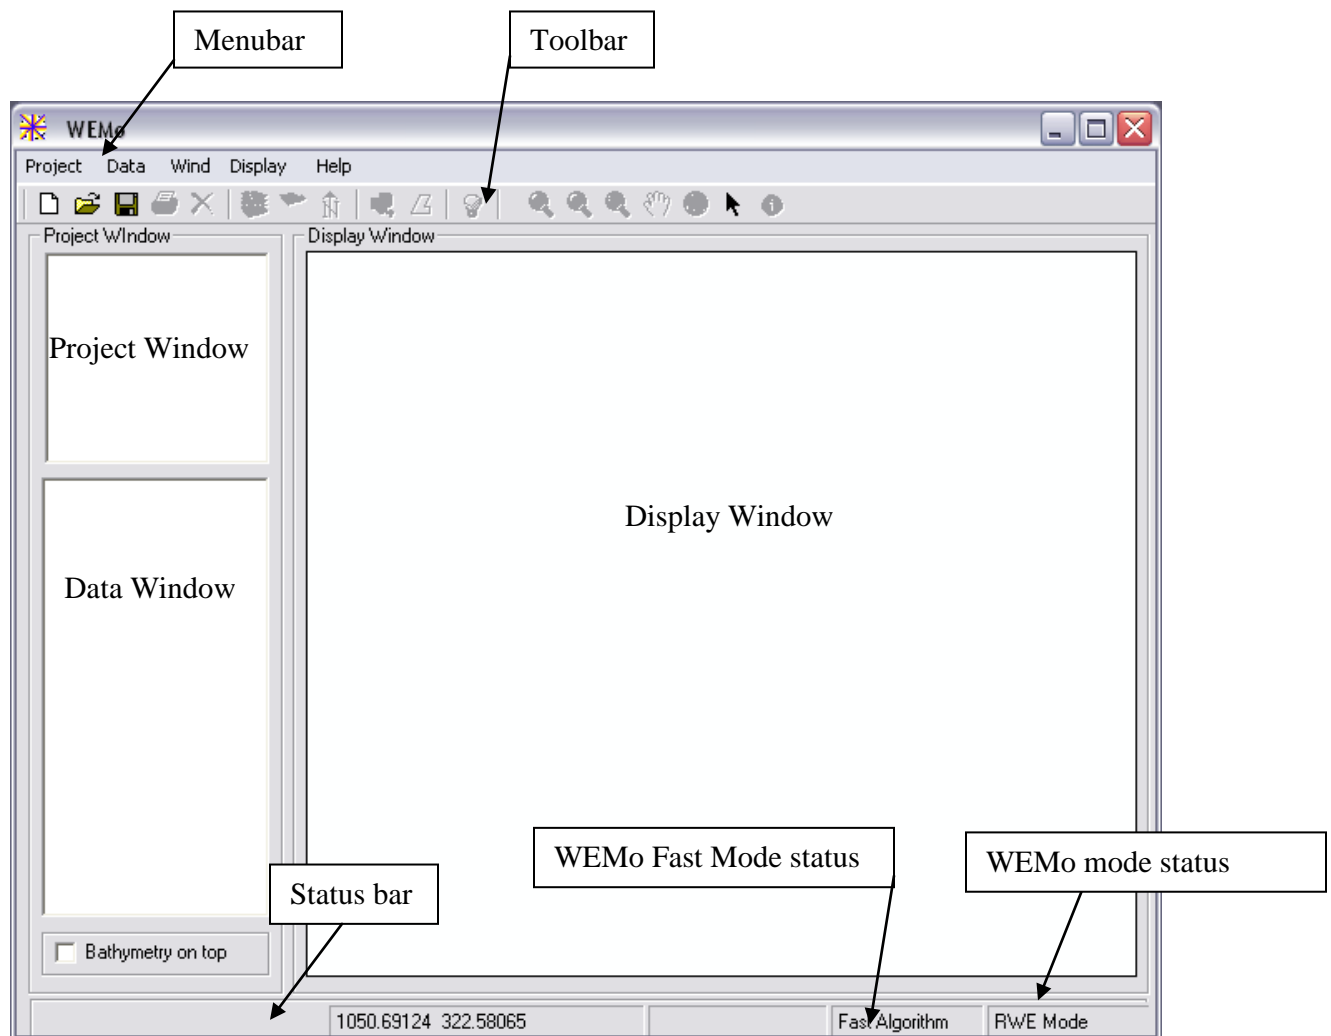 Menubar
Toolbar
WEMo
Project Data Wind Display Help
Project WIndow
Display Window
Project Window
Display Window
Data Window
WEMo Fast Mode status
WEMo mode status
Status bar
Bathymetry on top
1050.69124 322.58065
Fast Algorithm
RWE Mode